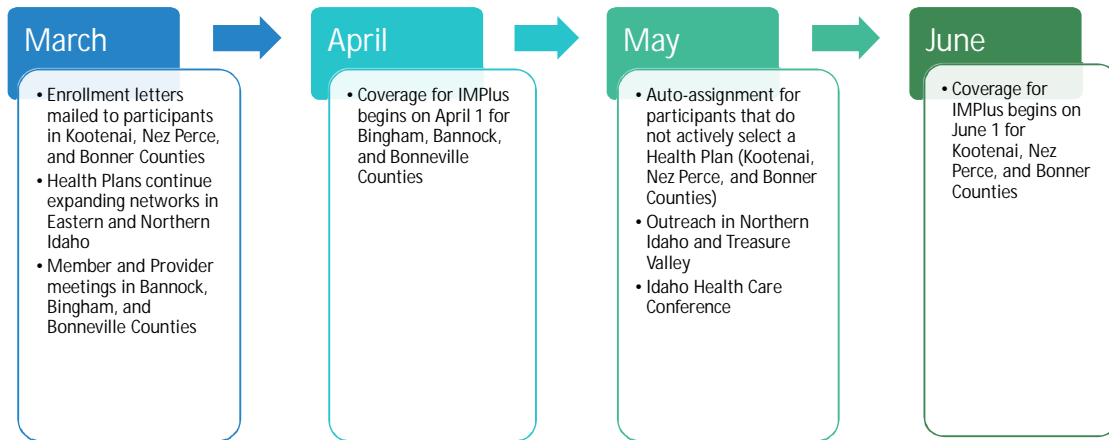 March
• Enrollment letters
mailed to participants
in Kootenai, Nez Perce,
and Bonner Counties
• Health Plans continue
expanding networks in
Eastern and Northern
Idaho
• Member and Provider
meetings in Bannock,
Bingham, and
Bonneville Counties
April
• Coverage for IMPlus
begins on April 1 for
Bingham, Bannock,
and Bonneville
Counties
May
• Auto-assignment for
participants that do
not actively select a
Health Plan (Kootenai,
Nez Perce, and Bonner
Counties)
• Outreach in Northern
Idaho and Treasure
Valley
• Idaho Health Care
Conference
June
• Coverage for
IMPlus begins on
June 1 for
Kootenai, Nez
Perce, and Bonner
Counties